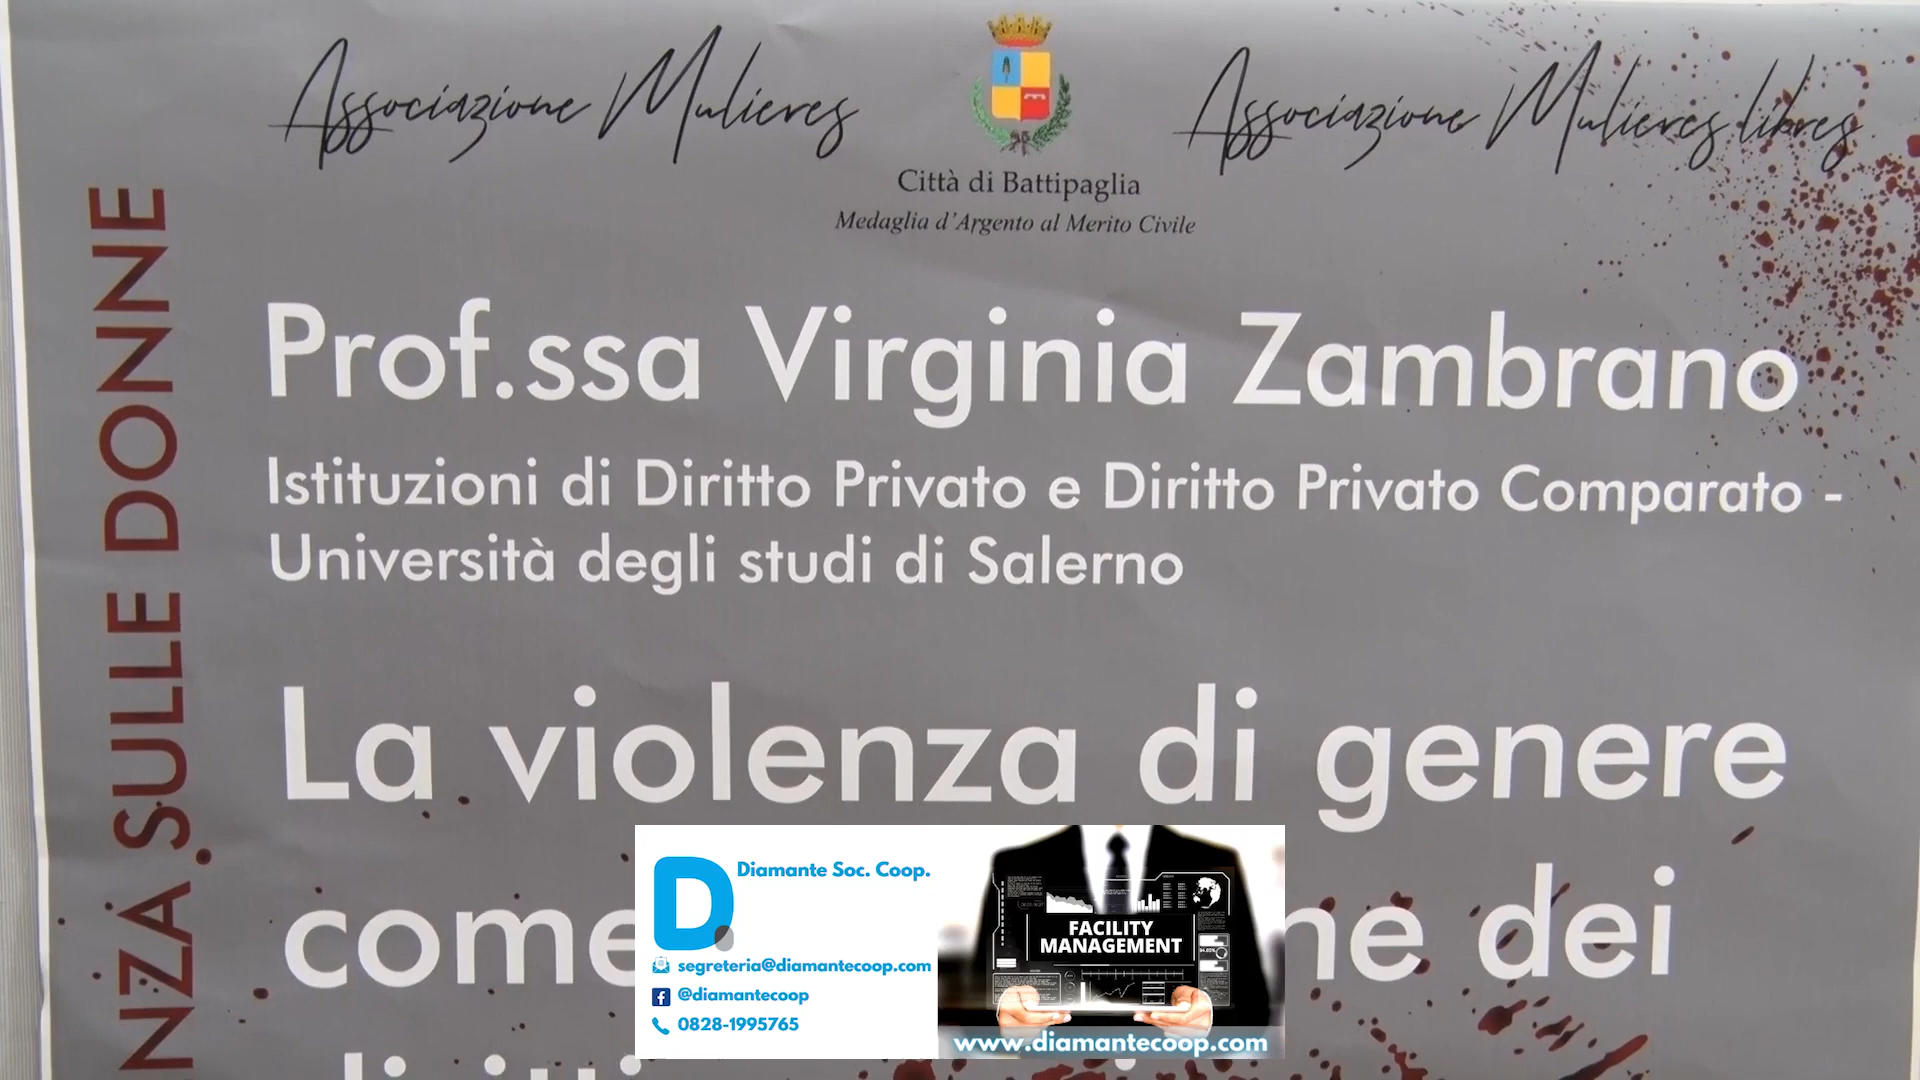 Associazione Mulieres
Associazione Mulieres libres
Città di Battipaglia
Medaglia d'Argento al Merito Civile
SULLE DONNE
Prof.ssa Virginia Zambrano
Istituzioni di Diritto Privato e Diritto Privato Comparato -
Università degli studi di Salerno
La violenza di genere
come dei
Diamante Soc. Coop.
segreteria@diamantecoop.com
@diamantecoop
0828-1995765
FACILITY
MANAGEMENT
www.diamantecoop.com